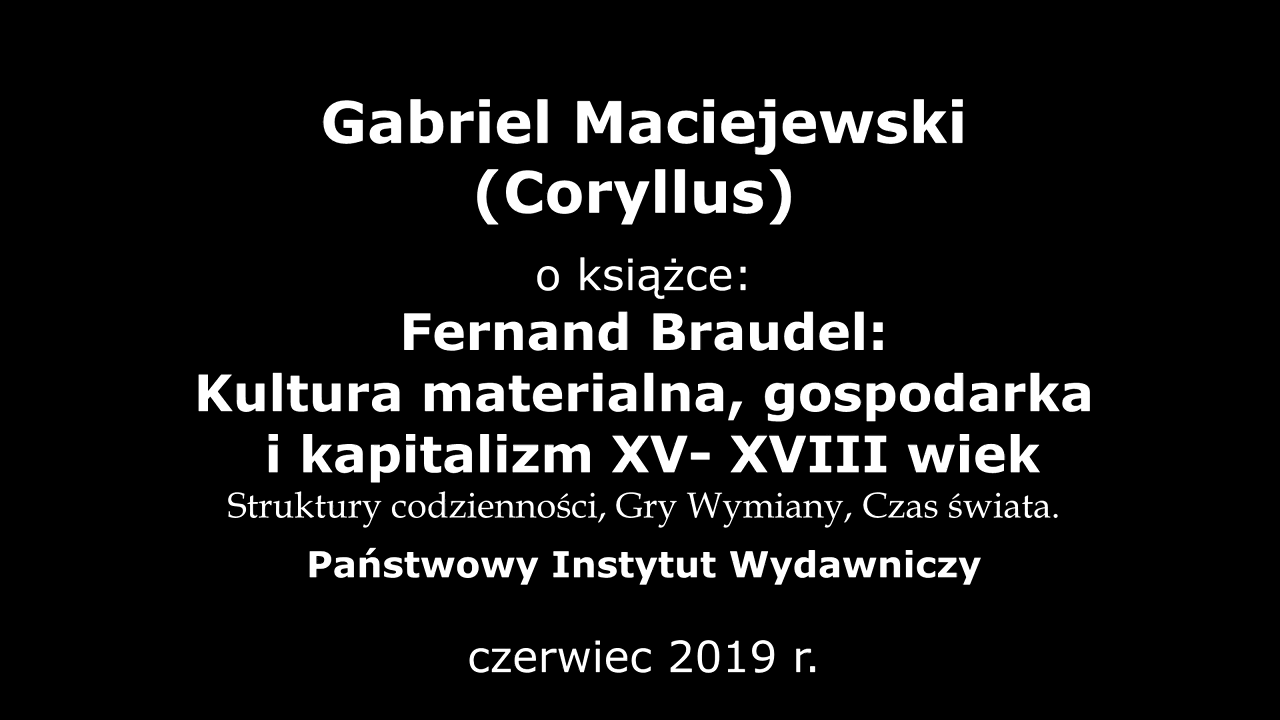 Gabriel Maciejewski
(Coryllus)
o książce:
Fernand Braudel:
Kultura materialna, gospodarka
i kapitalizm XV- XVIII wiek
Struktury codzienności, Gry Wymiany, Czas świata.
Państwowy Instytut Wydawniczy
czerwiec 2019 r.